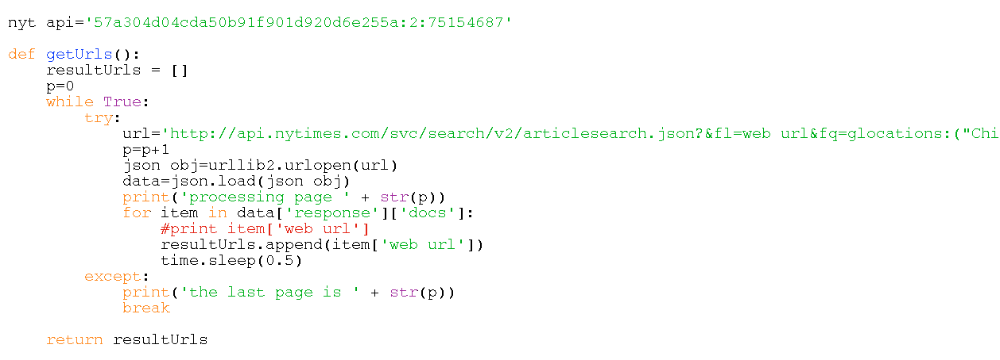 nyt api='57a304d04cda50b91f901d920d6e255a:2:75154687'
def getUrls():
    resultUrls = []
    p=0
    while True:
        try:
            url='http://api.nytimes.com/svc/search/v2/articlesearch.json?&fl=web url&fq=glocations:("Chi
            p=p+1
            json obj=urllib2.urlopen(url)
            data=json.load(json obj)
            print('processing page ' + str(p))
            for item in data['response']['docs']:
                #print item['web url']
                resultUrls.append(item['web url'])
                time.sleep(0.5)
        except:
            print('the last page is ' + str(p))
            break
    return resultUrls